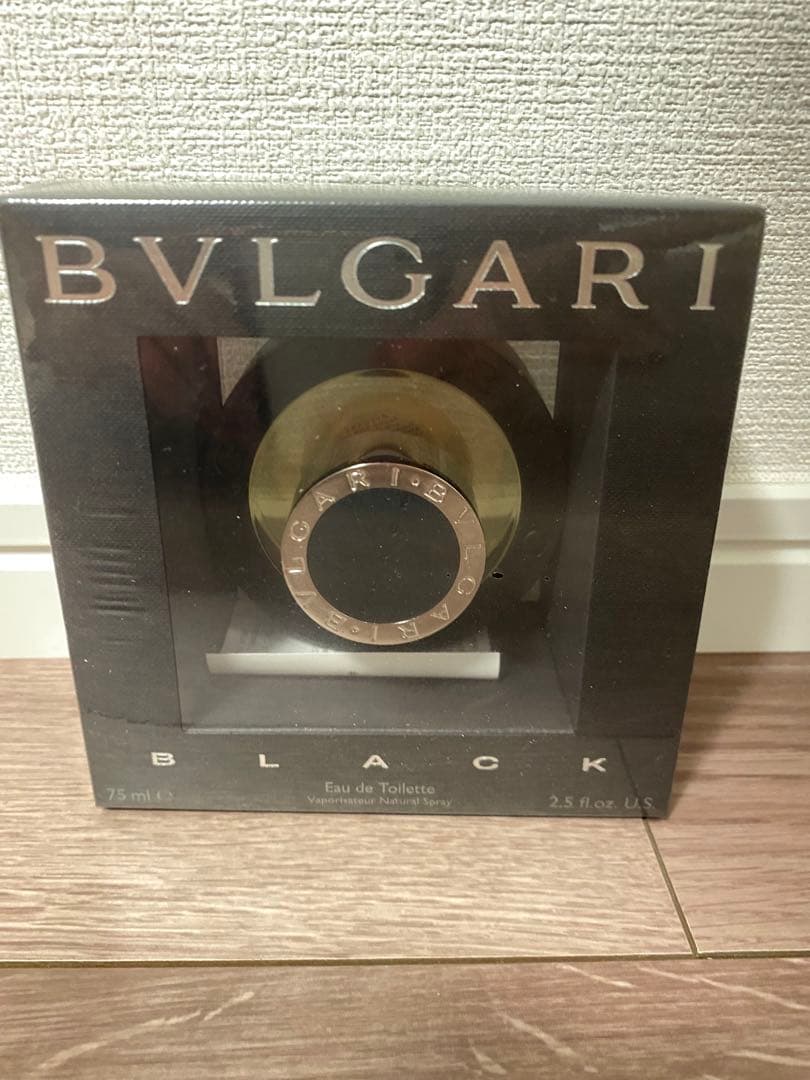 BVLGARI
BVLGARI • BVLGARI •
B L A C K
75 ml ℮
Eau de Toilette
Vaporisateur Natural Spray
2.5 fl.oz. U.S.